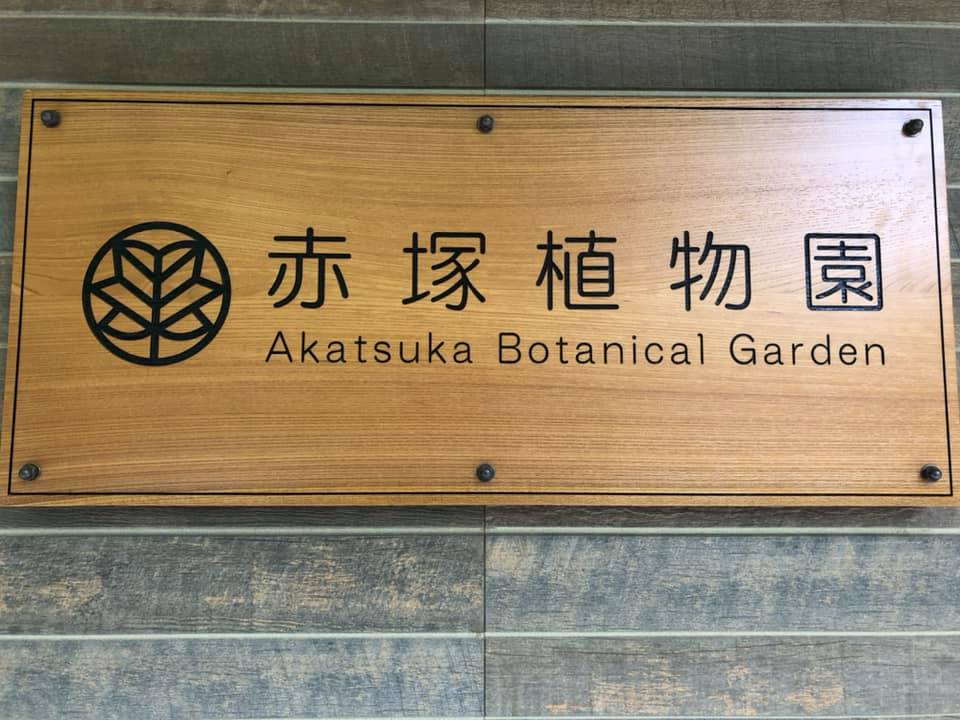 赤塚植物園
Akatsuka Botanical Garden